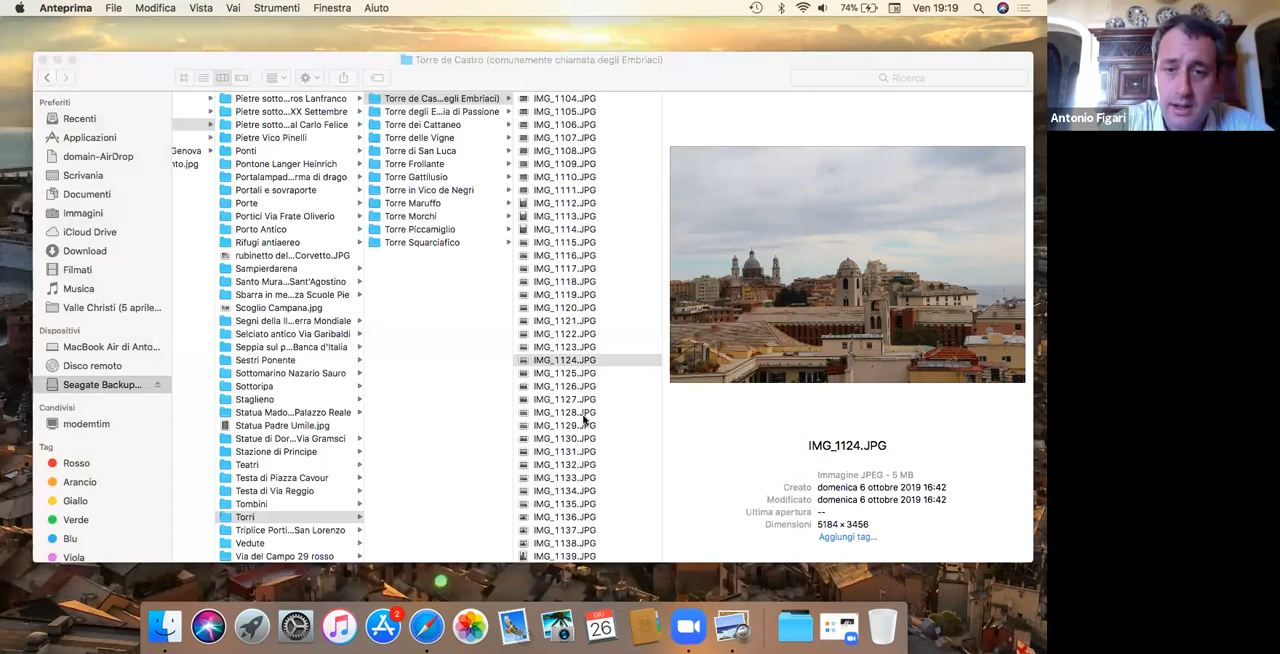 Anteprima File Modifica Vista Vai Strumenti Finestra Aiuto 74% Ven 19:19
Torre de Castro (comunemente chiamata degli Embriaci)
Ricerca
Preferiti
Recenti
Applicazioni
domain-AirDrop
Scrivania
Documenti
Immagini
iCloud Drive
Download
Filmati
Musica
Valle Christi (5 aprile...
Dispositivi
MacBook Air di Anto...
Disco remoto
Seagate Backup...
Condivisi
modemtim
Tag
Rosso
Arancio
Giallo
Verde
Blu
Viola
Genova
nto.jpg
Pietre sotto...ros Lanfranco
Pietre sotto...XX Settembre
Pietre sotto...al Carlo Felice
Pietre Vico Pinelli
Ponti
Pontone Langer Heinrich
Portalampad...rma di drago
Portali e sovraporte
Porte
Portici Via Frate Oliverio
Porto Antico
Rifugi antiaereo
rubinetto del...Corvetto.JPG
Sampierdarena
Santo Mura...Sant'Agostino
Sbarra in me...za Scuole Pie
Scoglio Campana.jpg
Segni della II...erra Mondiale
Selciato antico Via Garibaldi
Seppia sul p...Banca d'Italia
Sestri Ponente
Sottomarino Nazario Sauro
Sottoripa
Staglieno
Statua Mado...Palazzo Reale
Statua Padre Umile.jpg
Statue di Dor...Via Gramsci
Stazione di Principe
Teatri
Testa di Piazza Cavour
Testa di Via Reggio
Tombini
Torri
Triplice Porti...San Lorenzo
Vedute
Via del Campo 29 rosso
Torre de Cas...egli Embriaci)
Torre degli E...ia di Passione
Torre dei Cattaneo
Torre delle Vigne
Torre di San Luca
Torre Frollante
Torre Gattilusio
Torre in Vico de Negri
Torre Maruffo
Torre Morchi
Torre Piccamiglio
Torre Squarciafico
IMG_1104.JPG
IMG_1105.JPG
IMG_1106.JPG
IMG_1107.JPG
IMG_1108.JPG
IMG_1109.JPG
IMG_1110.JPG
IMG_1111.JPG
IMG_1112.JPG
IMG_1113.JPG
IMG_1114.JPG
IMG_1115.JPG
IMG_1116.JPG
IMG_1117.JPG
IMG_1118.JPG
IMG_1119.JPG
IMG_1120.JPG
IMG_1121.JPG
IMG_1122.JPG
IMG_1123.JPG
IMG_1124.JPG
IMG_1125.JPG
IMG_1126.JPG
IMG_1127.JPG
IMG_1128.JPG
IMG_1129.JPG
IMG_1130.JPG
IMG_1131.JPG
IMG_1132.JPG
IMG_1133.JPG
IMG_1134.JPG
IMG_1135.JPG
IMG_1136.JPG
IMG_1137.JPG
IMG_1138.JPG
IMG_1139.JPG
IMG_1124.JPG
Immagine JPEG - 5 MB
Creato domenica 6 ottobre 2019 16:42
Modificato domenica 6 ottobre 2019 16:42
Ultima apertura --
Dimensioni 5184 × 3456
Aggiungi tag...
Antonio Figari
2
GIU
26